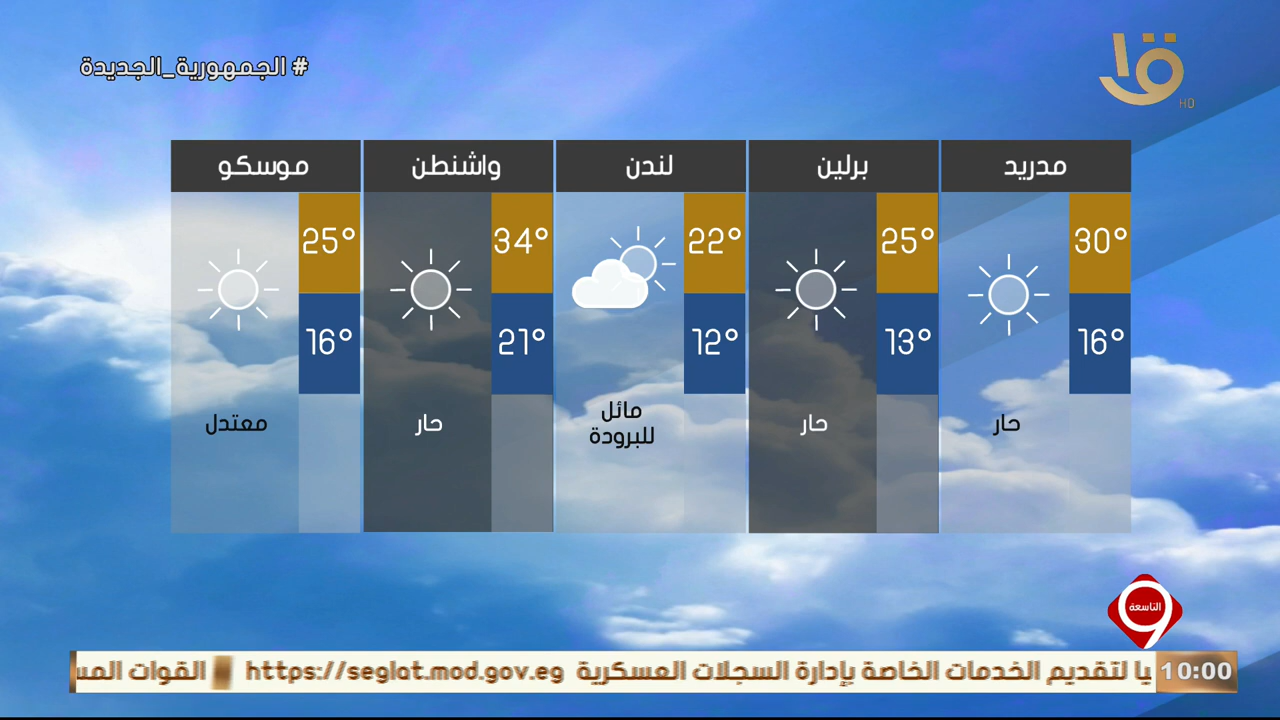 #الجمهورية_الجديدة
HD
مدريد
30°
16°
حار
برلين
25°
13°
حار
لندن
22°
12°
مائل
للبرودة
واشنطن
34°
21°
حار
موسكو
25°
16°
معتدل
التاسعة
9
10:00
يا لتقديم الخدمات الخاصة بإدارة السجلات العسكرية https://seglat.mod.gov.eg القوات المس